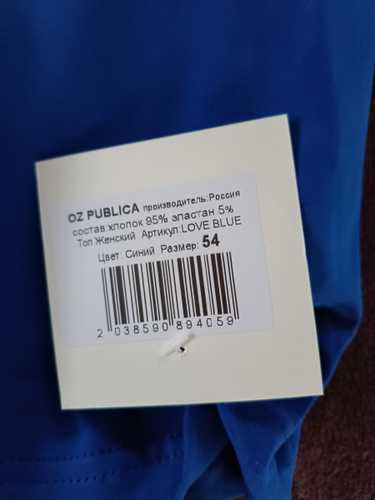 OZ PUBLICA производитель:Россия
состав:хлопок 95% эластан 5%
Топ Женский Артикул:LOVE BLUE
Цвет: Синий Размер: 54
2 038590 894059